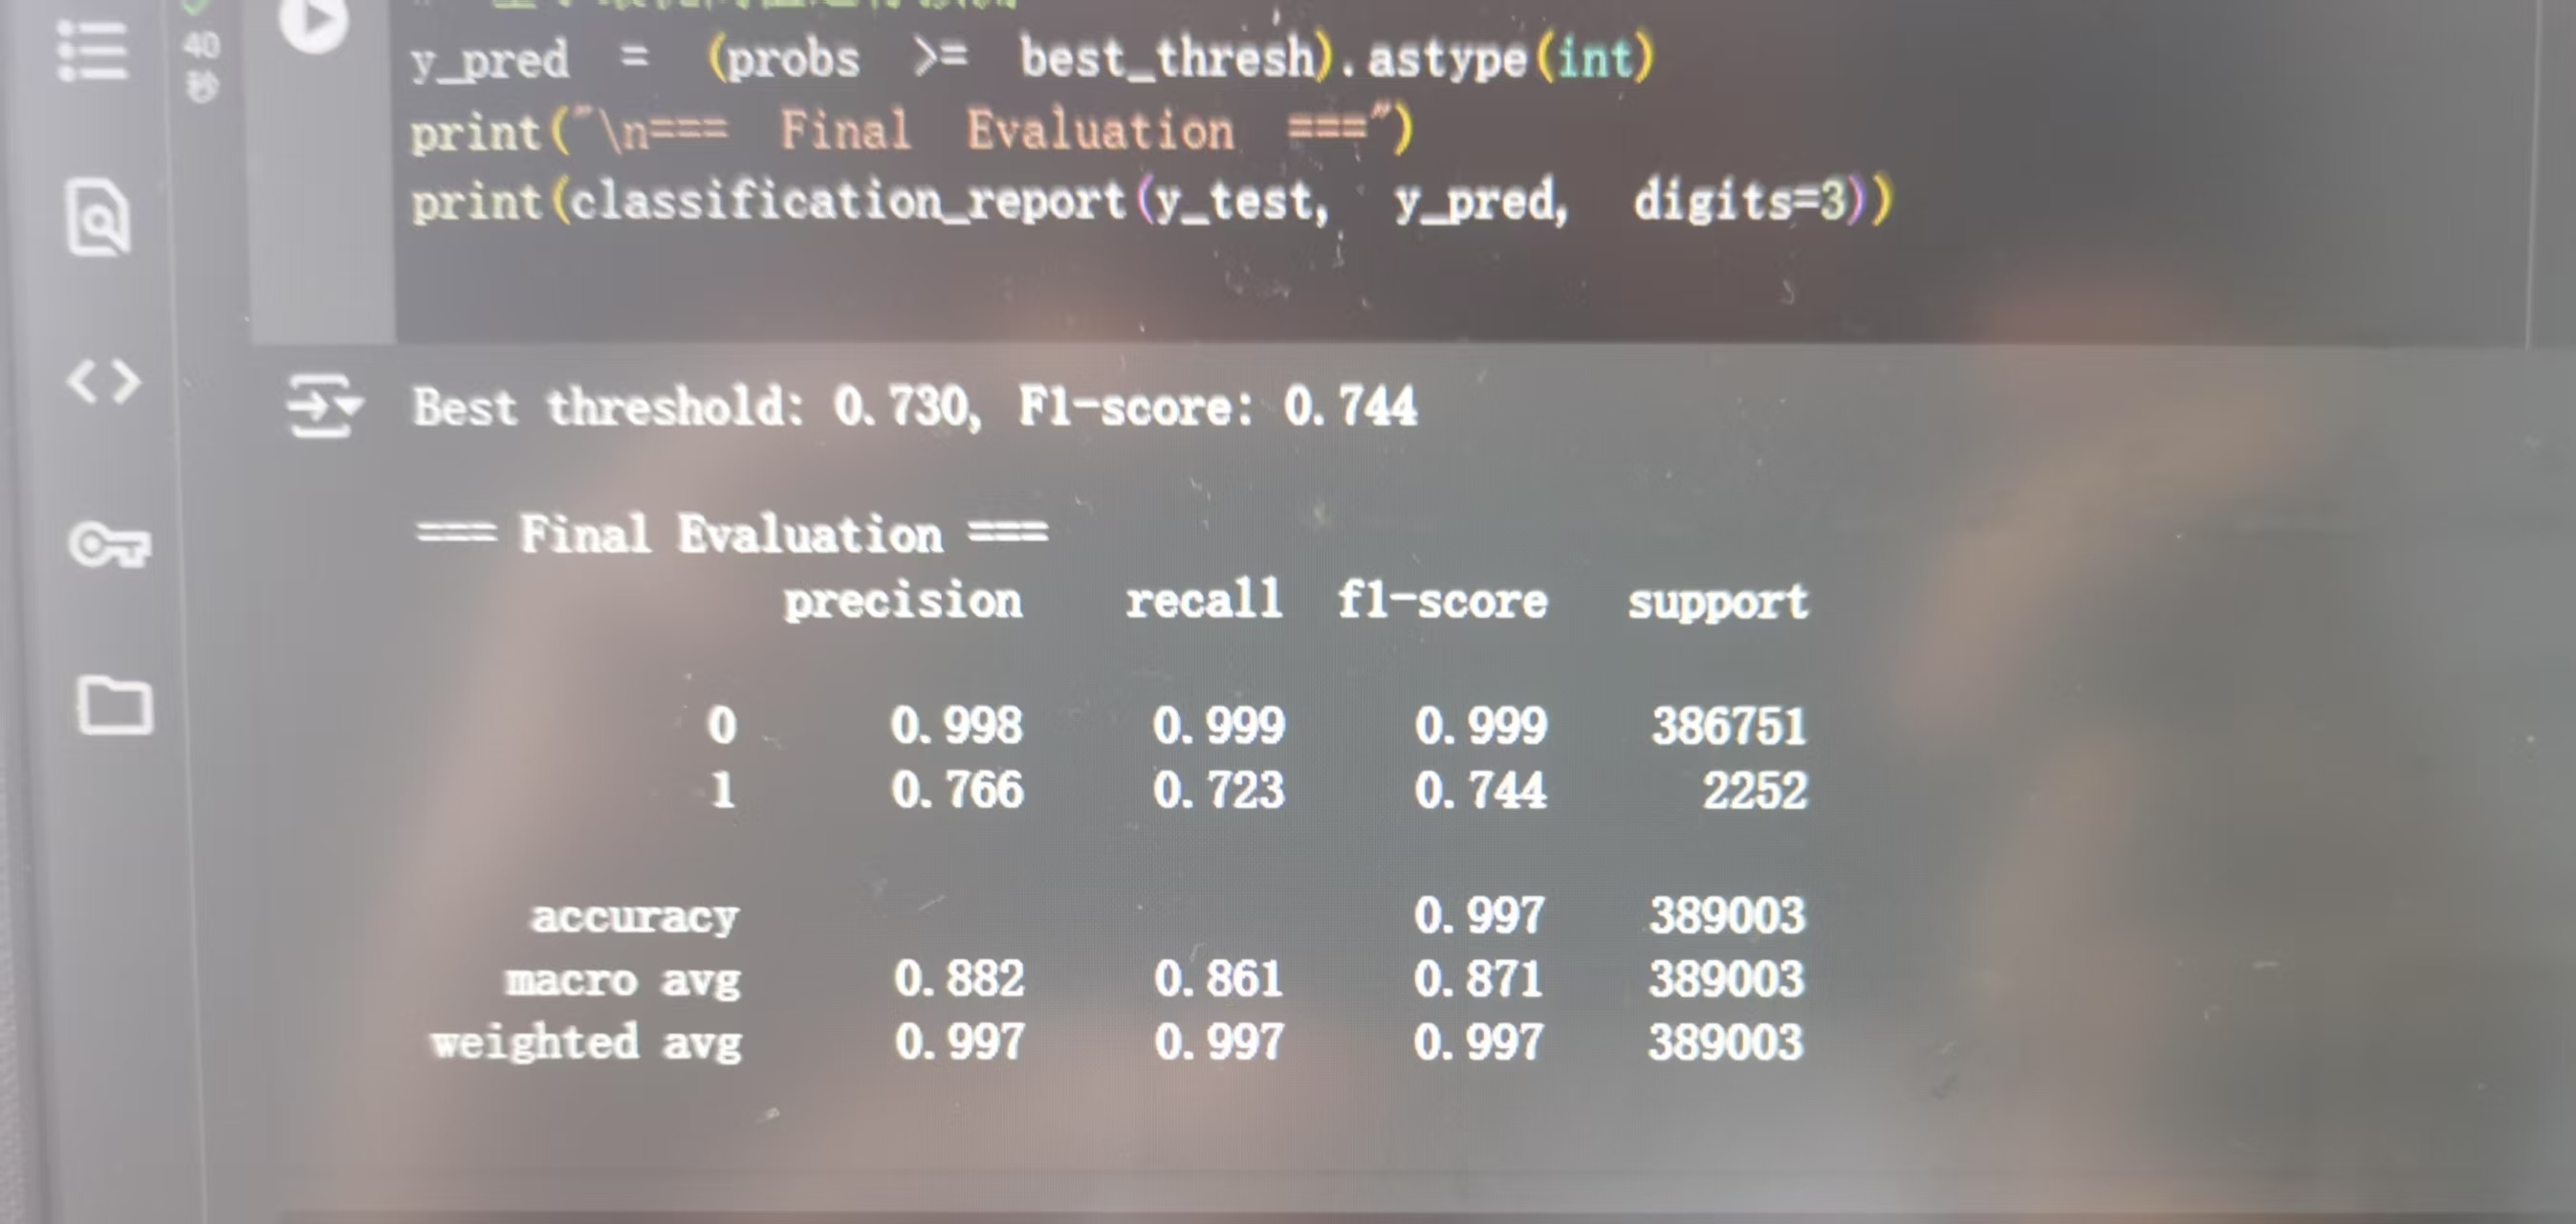 40
秒
y_pred = (probs >= best_thresh).astype(int)
print("\n=== Final Evaluation ===")
print(classification_report(y_test, y_pred, digits=3))
Best threshold: 0.730, F1-score: 0.744
=== Final Evaluation ===
precision recall f1-score support
0 0.998 0.999 0.999 386751
1 0.766 0.723 0.744 2252
accuracy 0.997 389003
macro avg 0.882 0.861 0.871 389003
weighted avg 0.997 0.997 0.997 389003